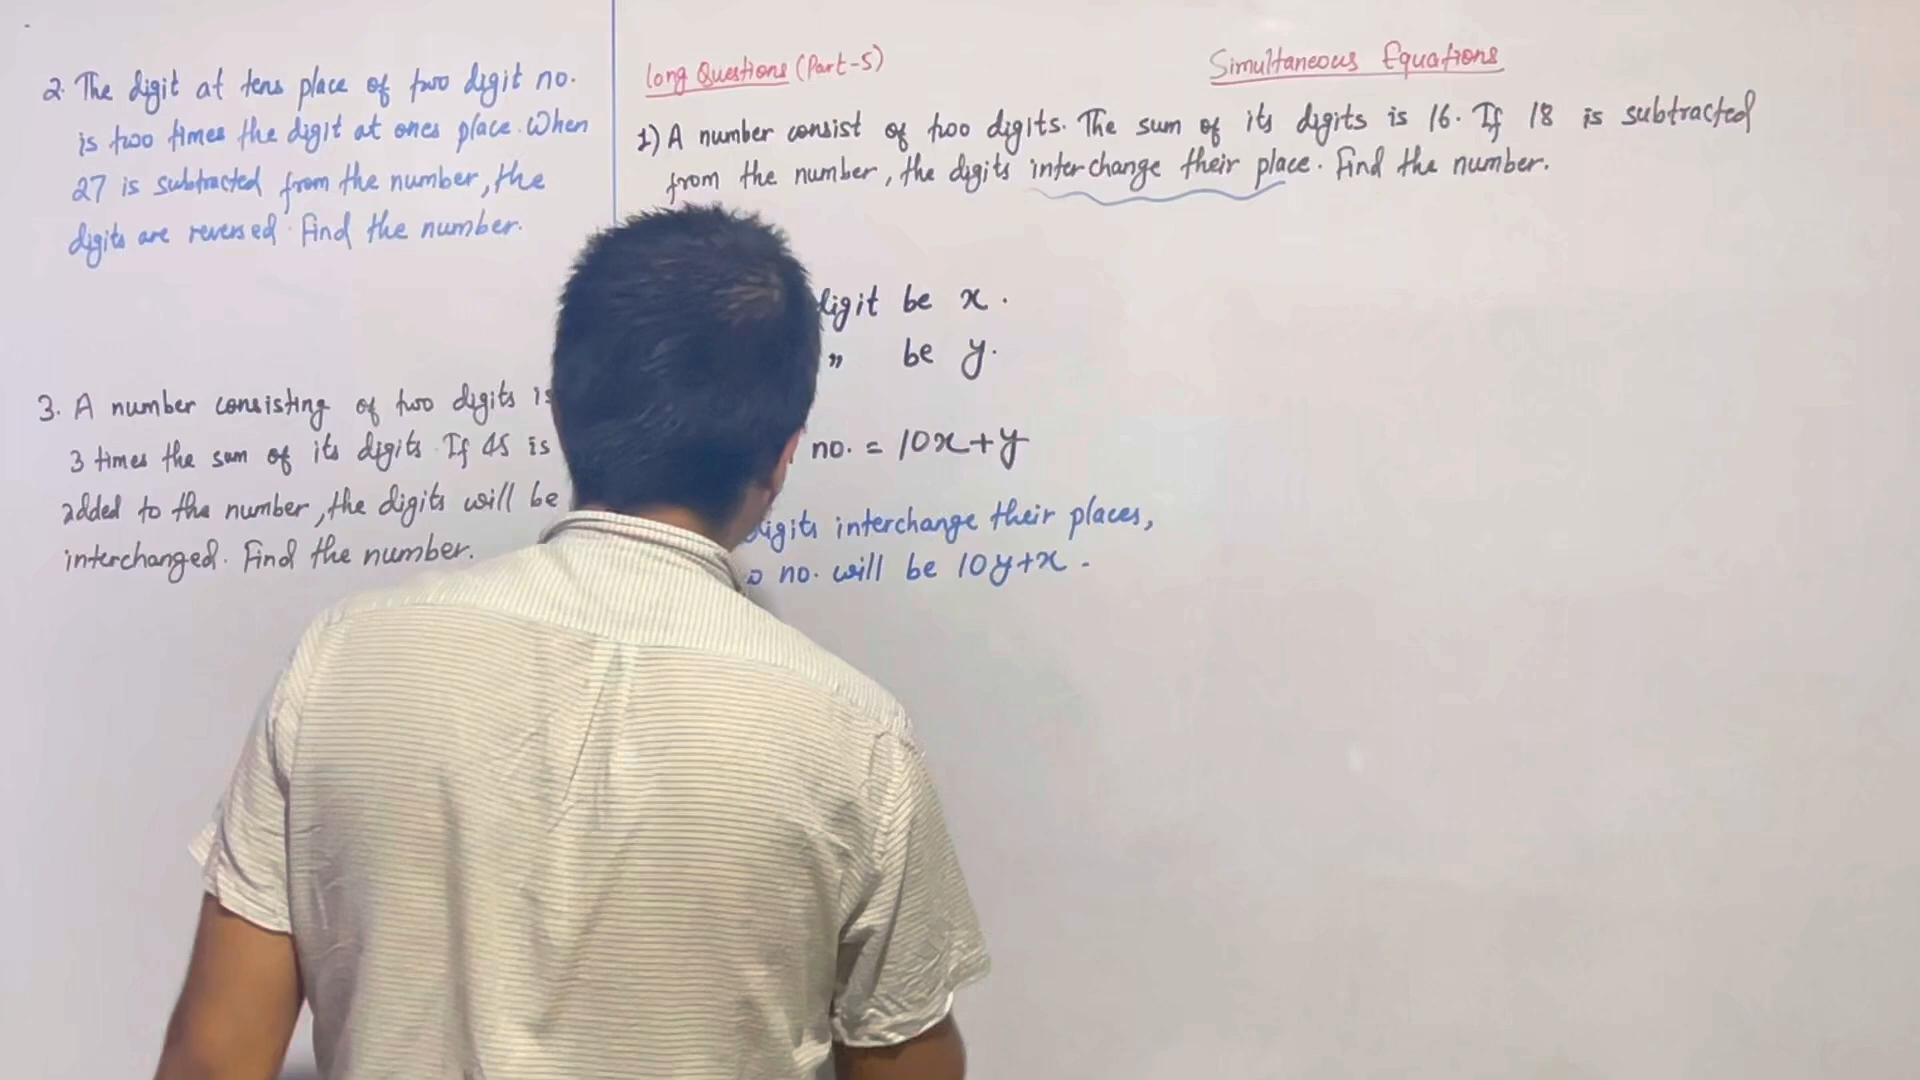 2. The digit at tens place of two digit no.
is two times the digit at ones place. When
27 is subtracted from the number, the
digits are reversed. Find the number.
3. A number consisting of two digits is
3 times the sum of its digits. If 45 is
added to the number, the digits will be
interchanged. Find the number.
Long Questions (Part-5)
Simultaneous Equations
1) A number consist of two digits. The sum of its digits is 16. If 18 is subtracted
from the number, the digits interchange their place. Find the number.
digit be x.
" be y.
no. = 10x+y
digits interchange their places,
no. will be 10y+x.